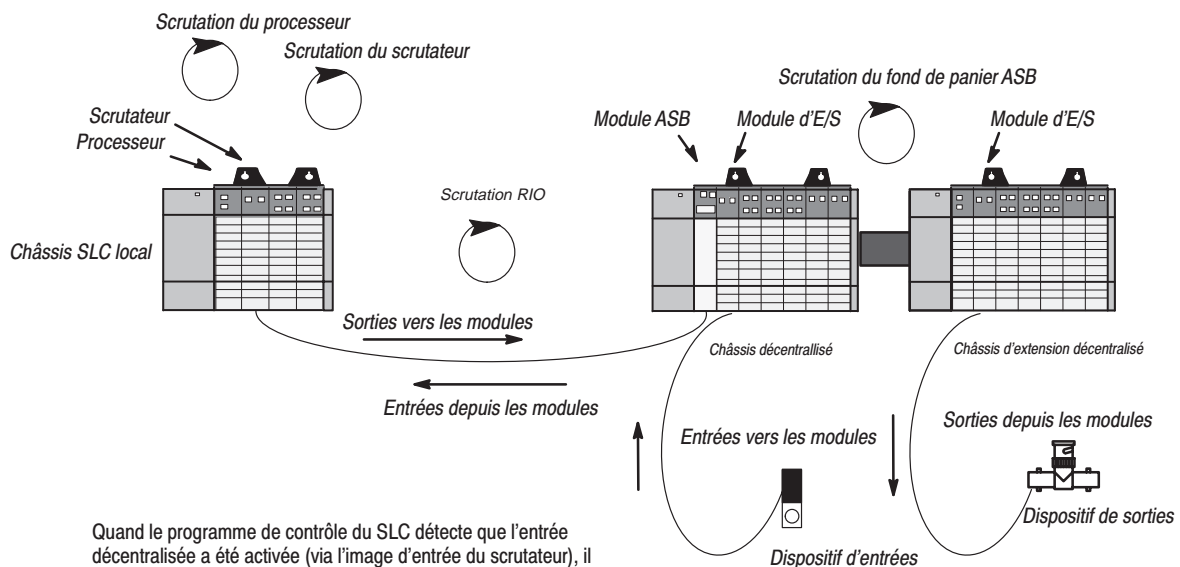 Scrutation du processeur
Scrutation du scrutateur
Scrutation du fond de panier ASB
Scrutateur
Processeur
Module ASB
Module d'E/S
Module d'E/S
Scrutation RIO
Châssis SLC local
Sorties vers les modules
Châssis décentrallisé
Châssis d'extension décentralisé
Entrées depuis les modules
Entrées vers les modules
Sorties depuis les modules
Dispositif de sorties
Dispositif d'entrées
Quand le programme de contrôle du SLC détecte que l'entrée
décentralisée a été activée (via l'image d'entrée du scrutateur), il